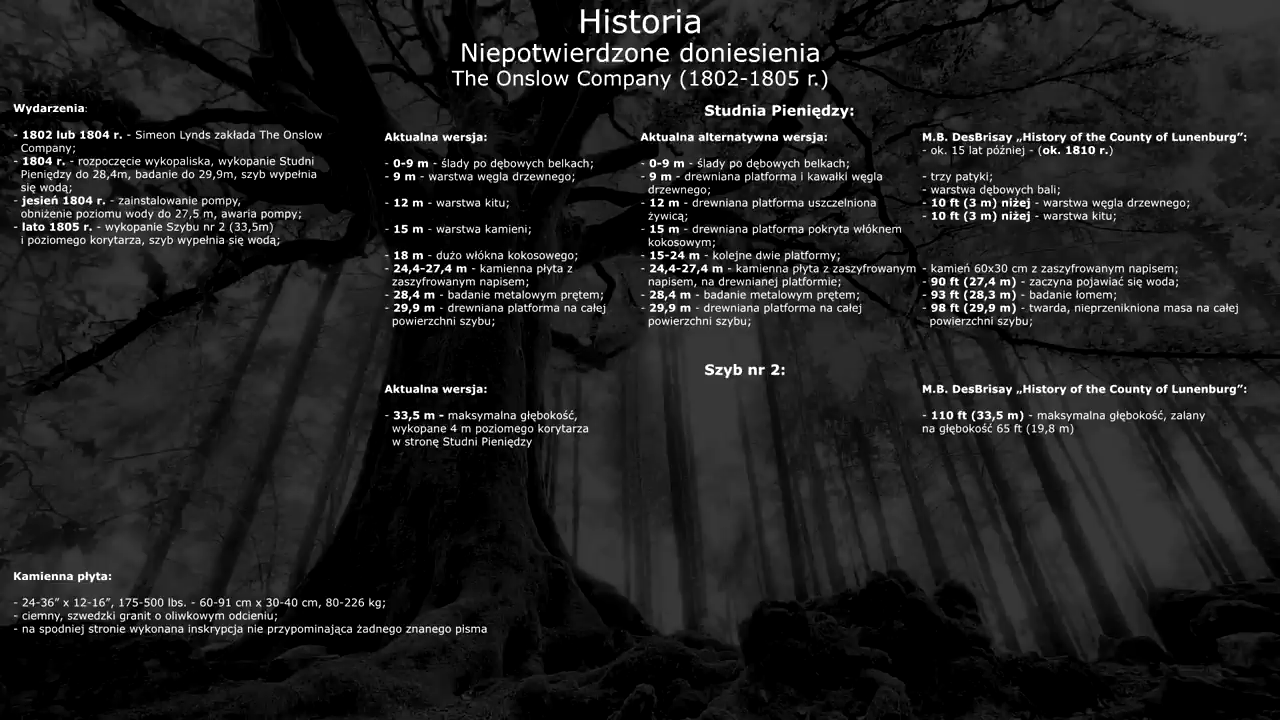 Historia
Niepotwierdzone doniesienia
The Onslow Company (1802-1805 r.)
Wydarzenia:
- 1802 lub 1804 r. - Simeon Lynds zakłada The Onslow
Company;
- 1804 r. - rozpoczęcie wykopaliska, wykopanie Studni
Pieniędzy do 28,4m, badanie do 29,9m, szyb wypełnia
się wodą;
- jesień 1804 r. - zainstalowanie pompy,
obniżenie poziomu wody do 27,5 m, awaria pompy;
- lato 1805 r. - wykopanie Szybu nr 2 (33,5m)
i poziomego korytarza, szyb wypełnia się wodą;
Studnia Pieniędzy:
Aktualna wersja:
- 0-9 m - ślady po dębowych belkach;
- 9 m - warstwa węgla drzewnego;
- 12 m - warstwa kitu;
- 15 m - warstwa kamieni;
- 18 m - dużo włókna kokosowego;
- 24,4-27,4 m - kamienna płyta z
zaszyfrowanym napisem;
- 28,4 m - badanie metalowym prętem;
- 29,9 m - drewniana platforma na całej
powierzchni szybu;
Aktualna alternatywna wersja:
- 0-9 m - ślady po dębowych belkach;
- 9 m - drewniana platforma i kawałki węgla
drzewnego;
- 12 m - drewniana platforma uszczelniona
żywicą;
- 15 m - drewniana platforma pokryta włóknem
kokosowym;
- 15-24 m - kolejne dwie platformy;
- 24,4-27,4 m - kamienna płyta z zaszyfrowanym
napisem, na drewnianej platformie;
- 28,4 m - badanie metalowym prętem;
- 29,9 m - drewniana platforma na całej
powierzchni szybu;
M.B. DesBrisay „History of the County of Lunenburg”:
- ok. 15 lat później - (ok. 1810 r.)
- trzy patyki;
- warstwa dębowych bali;
- 10 ft (3 m) niżej - warstwa węgla drzewnego;
- 10 ft (3 m) niżej - warstwa kitu;
- kamień 60x30 cm z zaszyfrowanym napisem;
- 90 ft (27,4 m) - zaczyna pojawiać się woda;
- 93 ft (28,3 m) - badanie łomem;
- 98 ft (29,9 m) - twarda, nieprzenikniona masa na całej
powierzchni szybu;
Szyb nr 2:
Aktualna wersja:
- 33,5 m - maksymalna głębokość,
wykopane 4 m poziomego korytarza
w stronę Studni Pieniędzy
M.B. DesBrisay „History of the County of Lunenburg”:
- 110 ft (33,5 m) - maksymalna głębokość, zalany
na głębokość 65 ft (19,8 m)
Kamienna płyta:
- 24-36” x 12-16”, 175-500 lbs. - 60-91 cm x 30-40 cm, 80-226 kg;
- ciemny, szwedzki granit o oliwkowym odcieniu;
- na spodniej stronie wykonana inskrypcja nie przypominająca żadnego znanego pisma